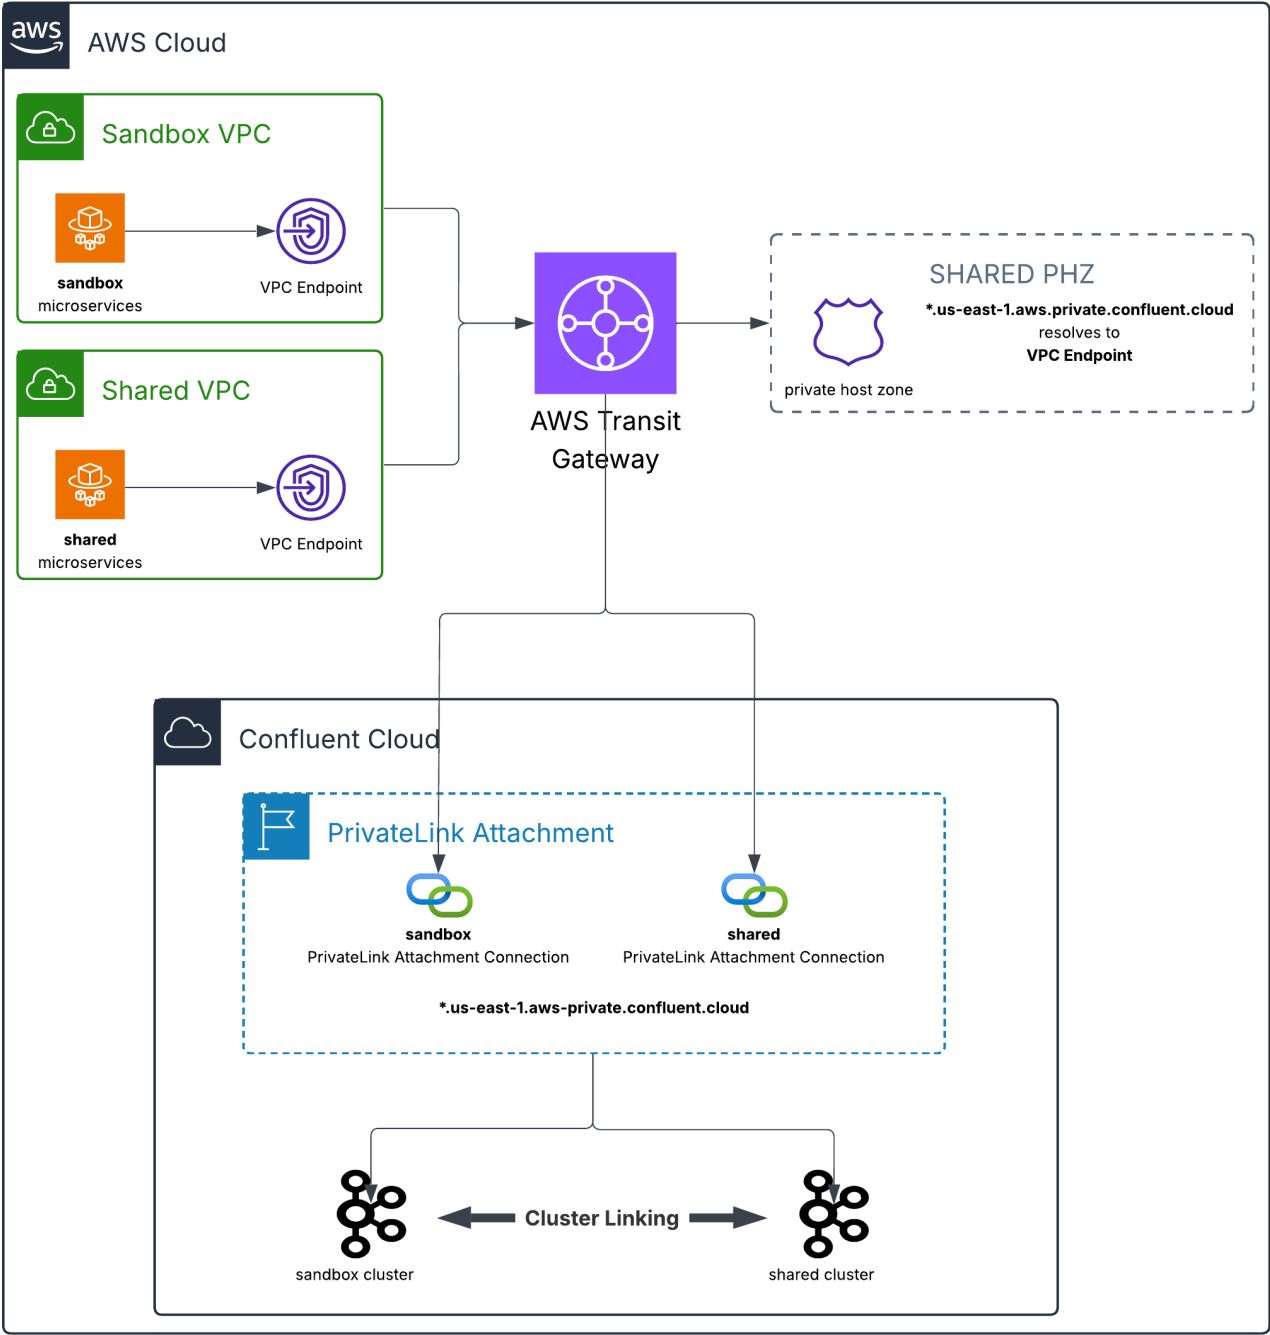 aws
AWS Cloud
Sandbox VPC
sandbox
microservices
VPC Endpoint
Shared VPC
shared
microservices
VPC Endpoint
AWS Transit
Gateway
SHARED PHZ
*.us-east-1.aws.private.confluent.cloud
resolves to
VPC Endpoint
private host zone
Confluent Cloud
PrivateLink Attachment
sandbox
PrivateLink Attachment Connection
shared
PrivateLink Attachment Connection
*.us-east-1.aws-private.confluent.cloud
Cluster Linking
sandbox cluster
shared cluster